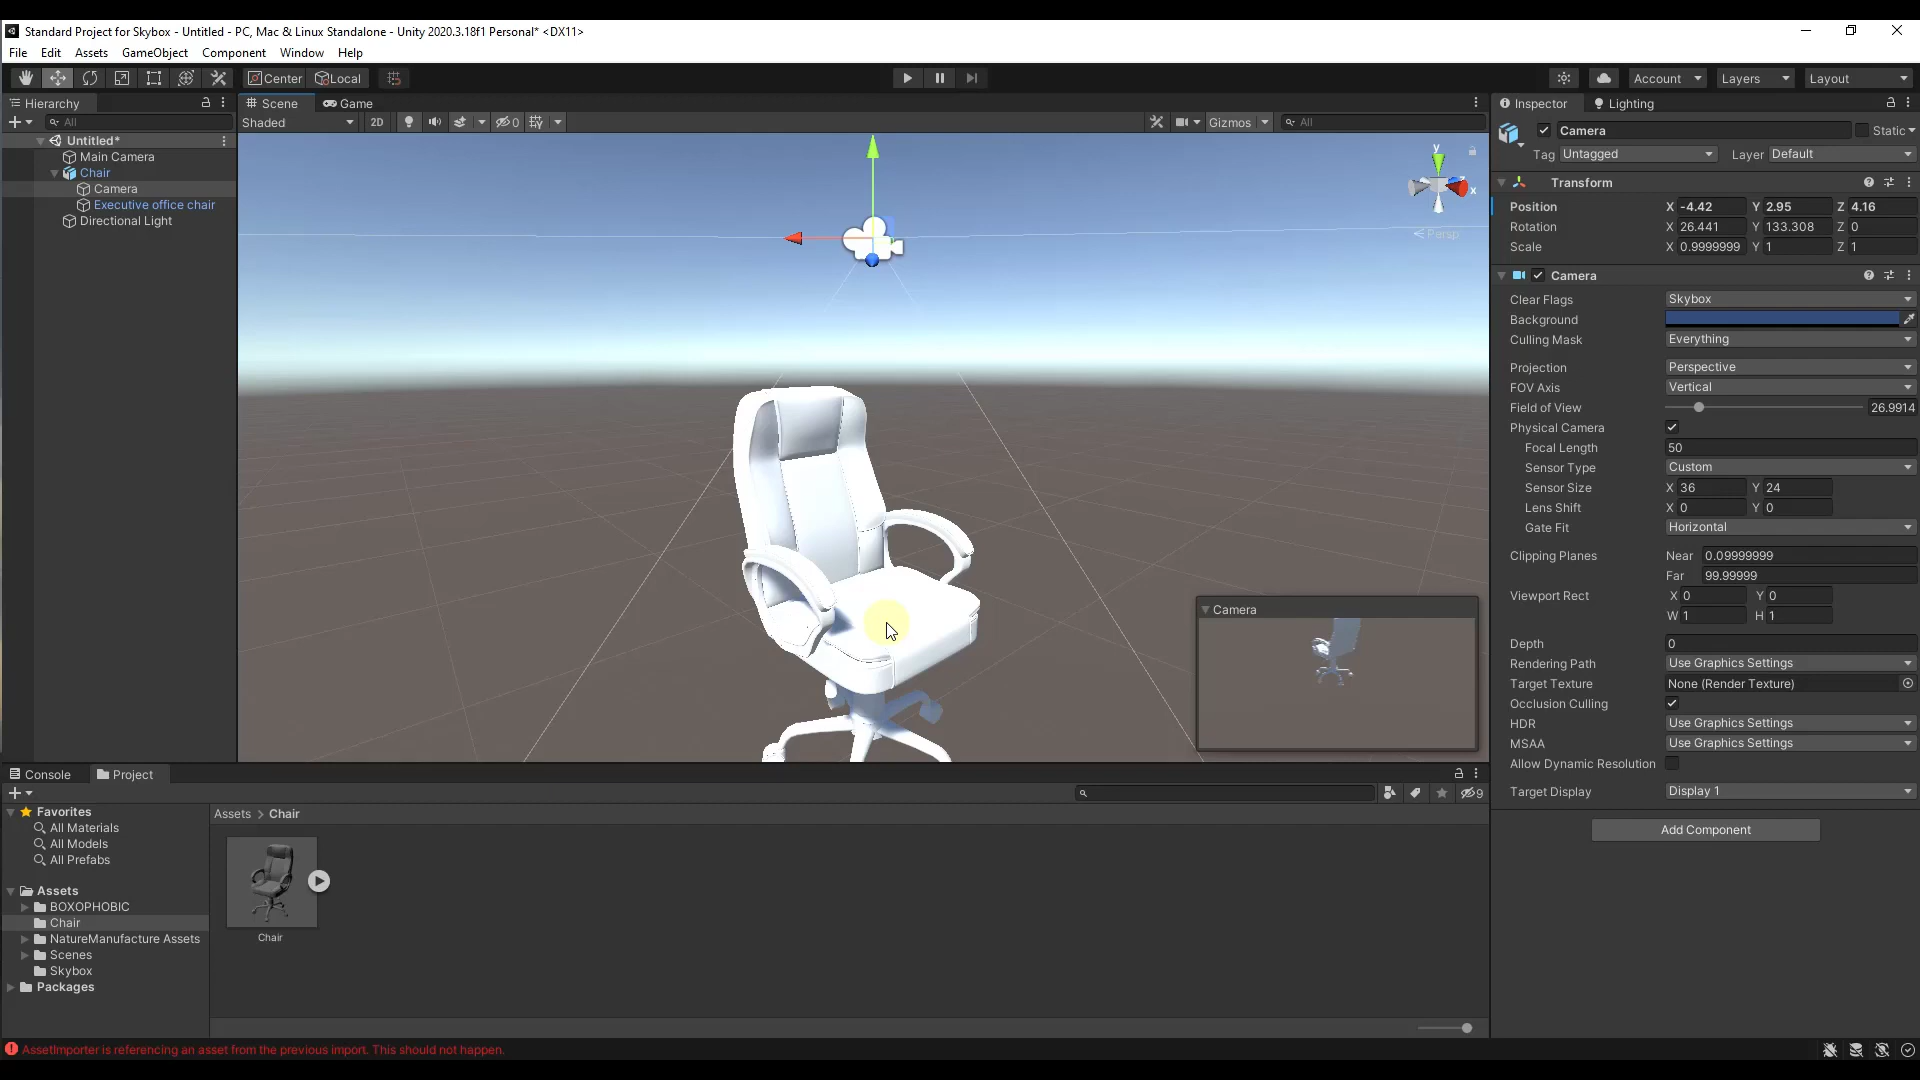 Standard Project for Skybox - Untitled - PC, Mac & Linux Standalone - Unity 2020.3.18f1 Personal* <DX11>
File Edit Assets GameObject Component Window Help
Center Local Account Layers Layout
Hierarchy Scene Game Inspector Lighting
All Shaded 2D 0 Gizmos All Camera Static
Untitled*
Main Camera
Chair
Camera
Executive office chair
Directional Light
y
x
Persp
Tag Untagged Layer Default
Transform
Position X -4.42 Y 2.95 Z 4.16
Rotation X 26.441 Y 133.308 Z 0
Scale X 0.9999999 Y 1 Z 1
Camera
Clear Flags Skybox
Background
Culling Mask Everything
Projection Perspective
FOV Axis Vertical
Field of View 26.9914
Physical Camera
Focal Length 50
Sensor Type Custom
Sensor Size X 36 Y 24
Lens Shift X 0 Y 0
Gate Fit Horizontal
Clipping Planes Near 0.09999999
Far 99.99999
Viewport Rect X 0 Y 0
W 1 H 1
Depth 0
Rendering Path Use Graphics Settings
Target Texture None (Render Texture)
Occlusion Culling
HDR Use Graphics Settings
MSAA Use Graphics Settings
Allow Dynamic Resolution
Target Display Display 1
Add Component
Camera
Console Project
9
Favorites
All Materials
All Models
All Prefabs
Assets
BOXOPHOBIC
Chair
NatureManufacture Assets
Scenes
Skybox
Packages
Assets > Chair
Chair
AssetImporter is referencing an asset from the previous import. This should not happen.